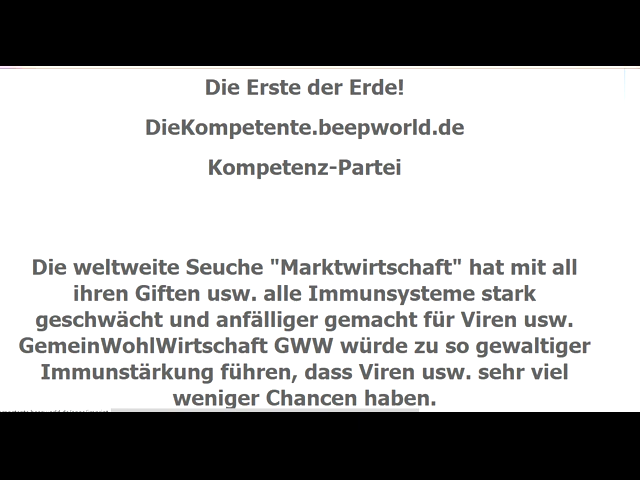 Die Erste der Erde!
DieKompetente.beepworld.de
Kompetenz-Partei
Die weltweite Seuche "Marktwirtschaft" hat mit all
ihren Giften usw. alle Immunsysteme stark
geschwächt und anfälliger gemacht für Viren usw.
GemeinWohlWirtschaft GWW würde zu so gewaltiger
Immunstärkung führen, dass Viren usw. sehr viel
weniger Chancen haben.